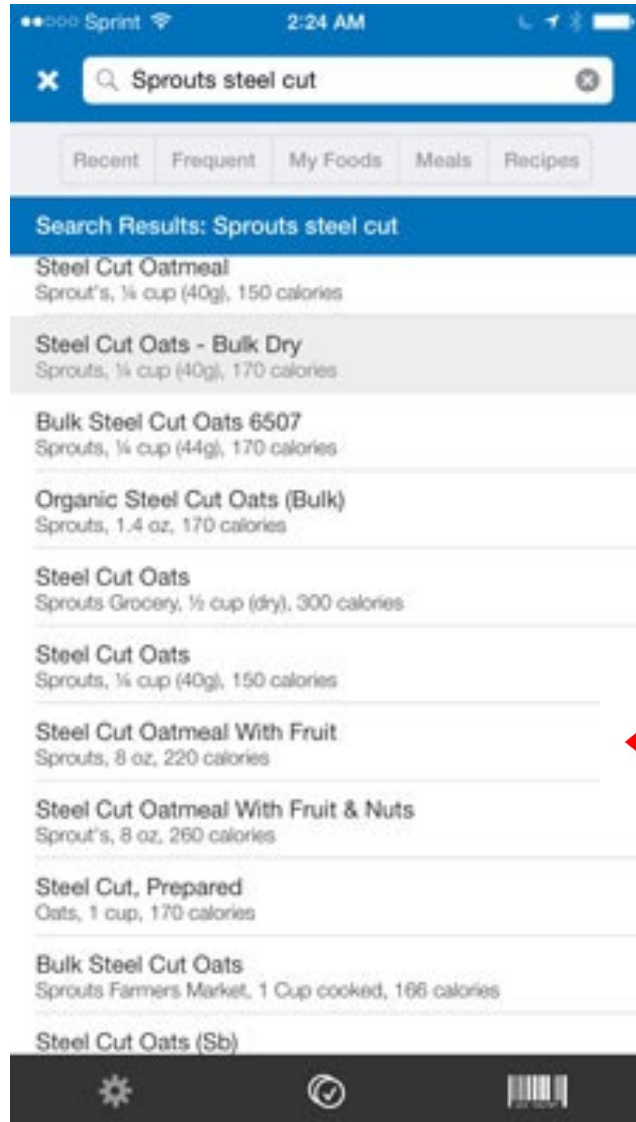 Sprint 2:24 AM
Sprouts steel cut
Recent Frequent My Foods Meals Recipes
Search Results: Sprouts steel cut
Steel Cut Oatmeal
Sprout's, ¼ cup (40g), 150 calories
Steel Cut Oats - Bulk Dry
Sprouts, ¼ cup (40g), 170 calories
Bulk Steel Cut Oats 6507
Sprouts, ¼ cup (44g), 170 calories
Organic Steel Cut Oats (Bulk)
Sprouts, 1.4 oz, 170 calories
Steel Cut Oats
Sprouts Grocery, ½ cup (dry), 300 calories
Steel Cut Oats
Sprouts, ¼ cup (40g), 150 calories
Steel Cut Oatmeal With Fruit
Sprouts, 8 oz, 220 calories
Steel Cut Oatmeal With Fruit & Nuts
Sprout's, 8 oz, 260 calories
Steel Cut, Prepared
Oats, 1 cup, 170 calories
Bulk Steel Cut Oats
Sprouts Farmers Market, 1 Cup cooked, 166 calories
Steel Cut Oats (Sb)